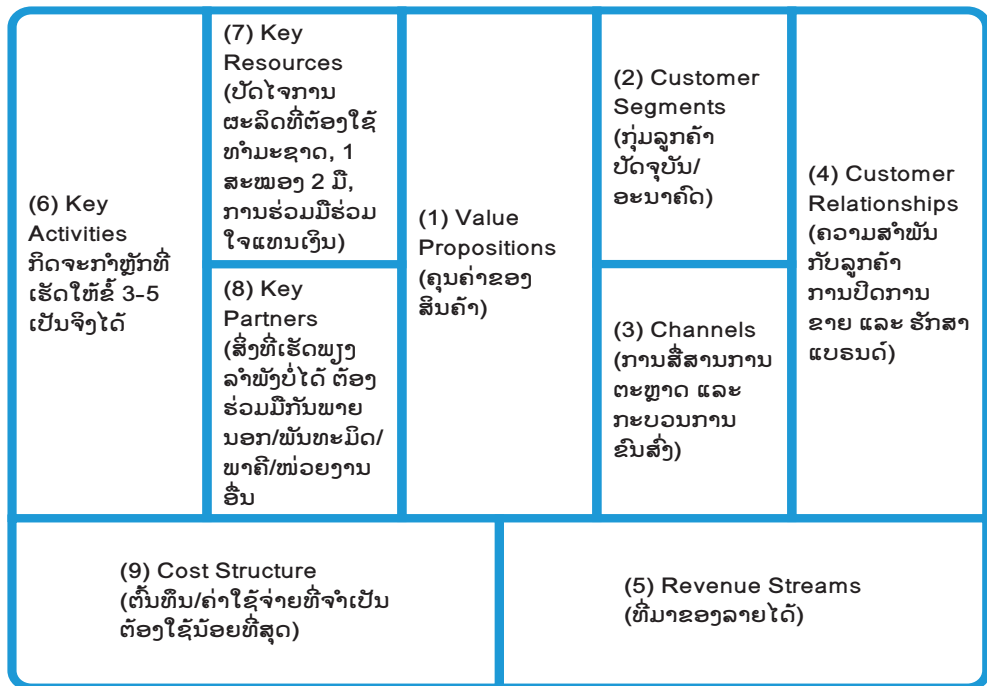 (6) Key
Activities
ກິດຈະກຳຫຼັກທີ່
ເຮັດໃຫ້ຂໍ້ 3-5
ເປັນຈິງໄດ້
(7) Key
Resources
(ປັດໄຈການ
ຜະລິດທີ່ຕ້ອງໃຊ້
ທຳມະຊາດ, 1
ສະໝອງ 2 ມື,
ການຮ່ວມມືຮ່ວມ
ໃຈແທນເງິນ)
(8) Key
Partners
(ສິ່ງທີ່ເຮັດພຽງ
ລຳພັງບໍ່ໄດ້ ຕ້ອງ
ຮ່ວມມືກັນພາຍ
ນອກ/ພັນທະມິດ/
ພາຄີ/ໜ່ວຍງານ
ອື່ນ
(1) Value
Propositions
(ຄຸນຄ່າຂອງ
ສິນຄ້າ)
(2) Customer
Segments
(ກຸ່ມລູກຄ້າ
ປັດຈຸບັນ/
ອະນາຄົດ)
(3) Channels
(ການສື່ສານການ
ຕະຫຼາດ ແລະ
ກະບວນການ
ຂົນສົ່ງ)
(4) Customer
Relationships
(ຄວາມສຳພັນ
ກັບລູກຄ້າ
ການປິດການ
ຂາຍ ແລະ ຮັກສາ
ແບຣນດ໌)
(9) Cost Structure
(ຕົ້ນທຶນ/ຄ່າໃຊ້ຈ່າຍທີ່ຈຳເປັນ
ຕ້ອງໃຊ້ນ້ອຍທີ່ສຸດ)
(5) Revenue Streams
(ທີ່ມາຂອງລາຍໄດ້)